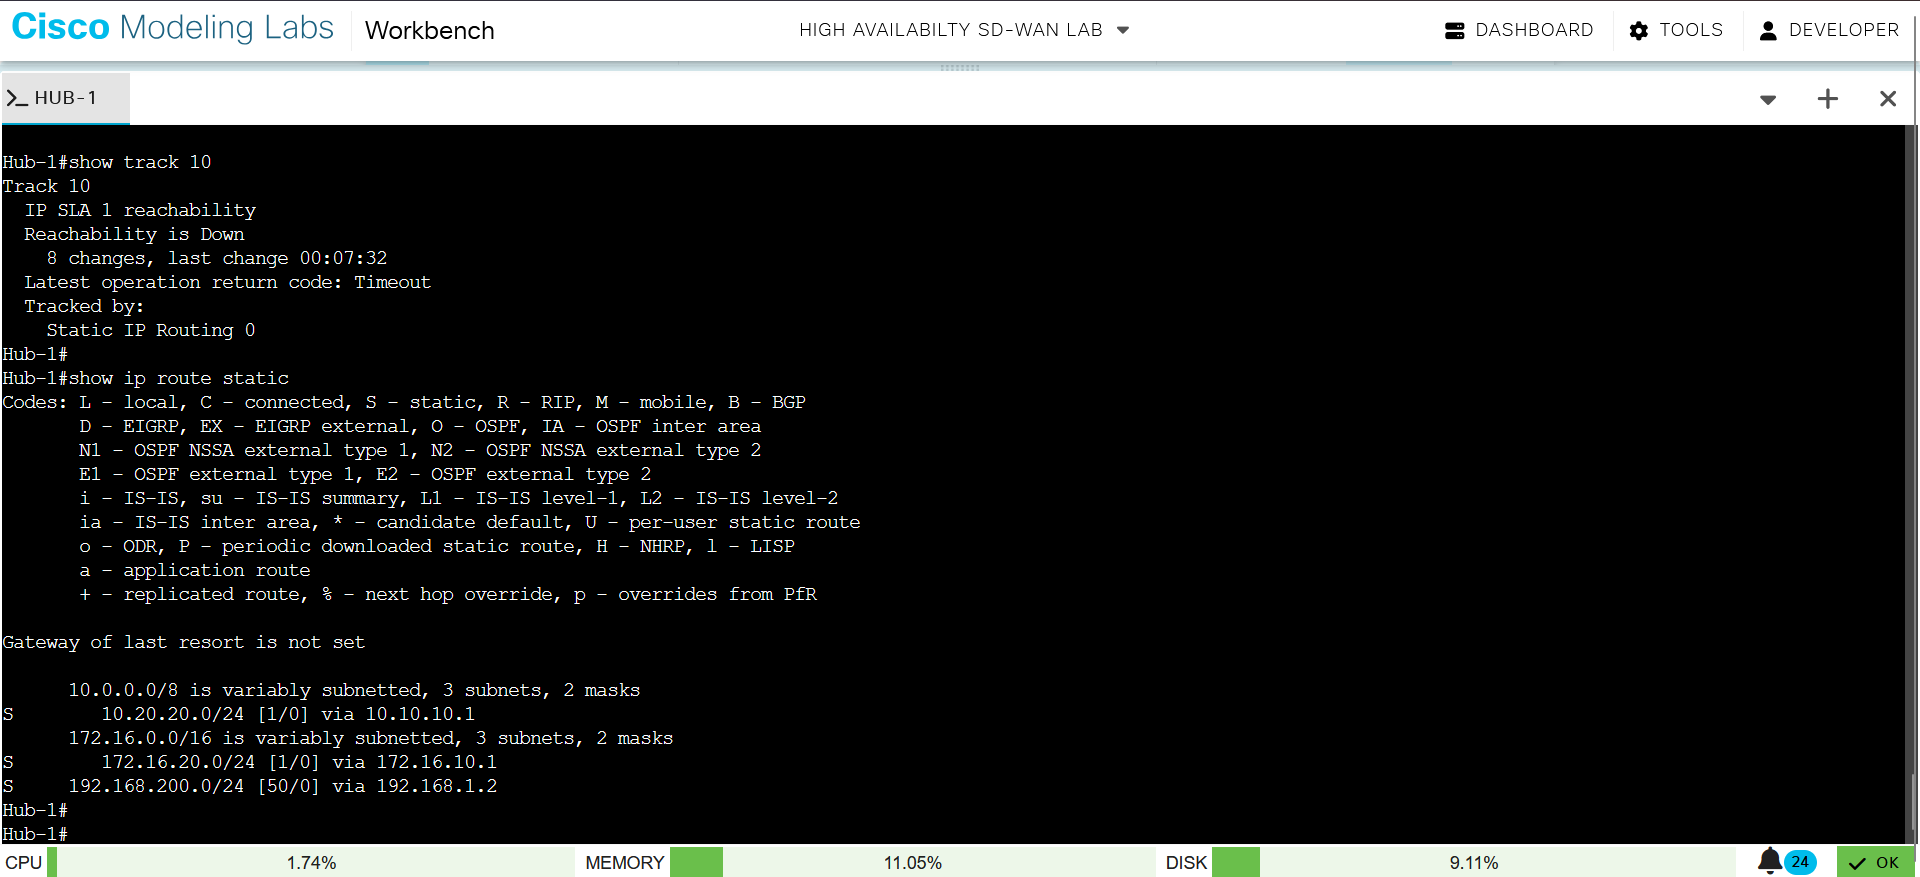 Cisco Modeling Labs Workbench HIGH AVAILABILTY SD-WAN LAB DASHBOARD TOOLS DEVELOPER
HUB-1
Hub-1#show track 10
Track 10
  IP SLA 1 reachability
  Reachability is Down
    8 changes, last change 00:07:32
  Latest operation return code: Timeout
  Tracked by:
    Static IP Routing 0
Hub-1#
Hub-1#show ip route static
Codes: L - local, C - connected, S - static, R - RIP, M - mobile, B - BGP
       D - EIGRP, EX - EIGRP external, O - OSPF, IA - OSPF inter area
       N1 - OSPF NSSA external type 1, N2 - OSPF NSSA external type 2
       E1 - OSPF external type 1, E2 - OSPF external type 2
       i - IS-IS, su - IS-IS summary, L1 - IS-IS level-1, L2 - IS-IS level-2
       ia - IS-IS inter area, * - candidate default, U - per-user static route
       o - ODR, P - periodic downloaded static route, H - NHRP, l - LISP
       a - application route
       + - replicated route, % - next hop override, p - overrides from PfR
Gateway of last resort is not set
      10.0.0.0/8 is variably subnetted, 3 subnets, 2 masks
S        10.20.20.0/24 [1/0] via 10.10.10.1
      172.16.0.0/16 is variably subnetted, 3 subnets, 2 masks
S        172.16.20.0/24 [1/0] via 172.16.10.1
S     192.168.200.0/24 [50/0] via 192.168.1.2
Hub-1#
Hub-1#
CPU 1.74% MEMORY 11.05% DISK 9.11% 24 OK